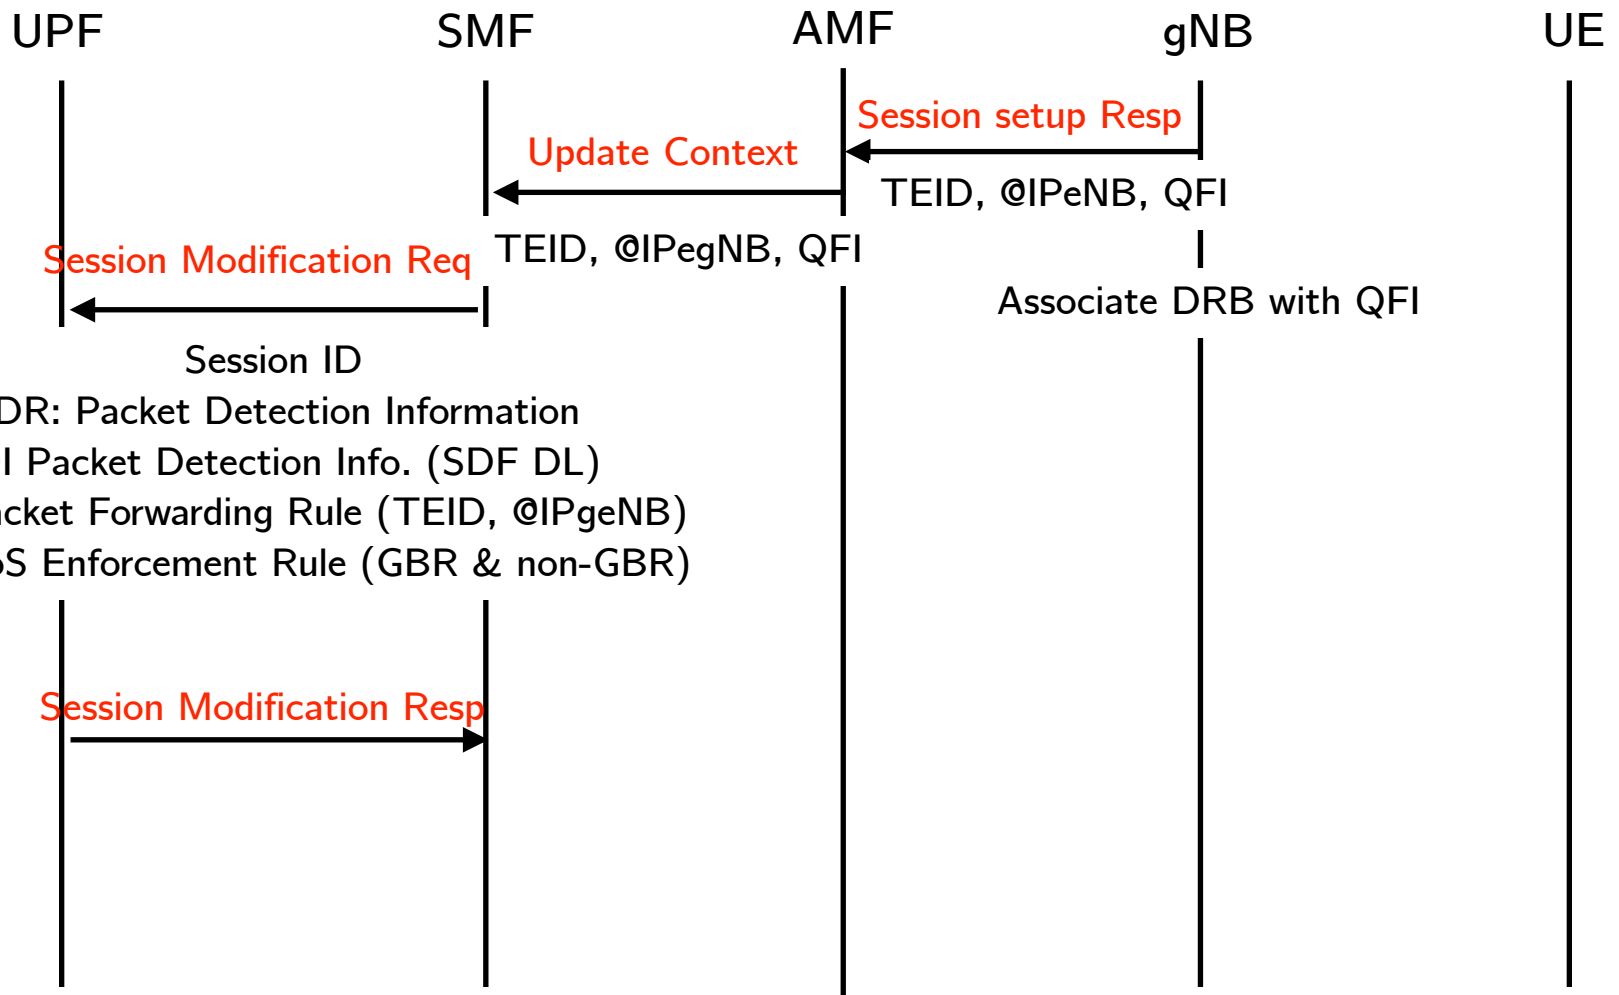 UPF SMF AMF gNB UE
Session setup Resp
Update Context
TEID, @IPeNB, QFI
Session Modification Req
TEID, @IPegNB, QFI
Associate DRB with QFI
Session ID
DR: Packet Detection Information
I Packet Detection Info. (SDF DL)
cket Forwarding Rule (TEID, @IPgeNB)
S Enforcement Rule (GBR & non-GBR)
Session Modification Resp